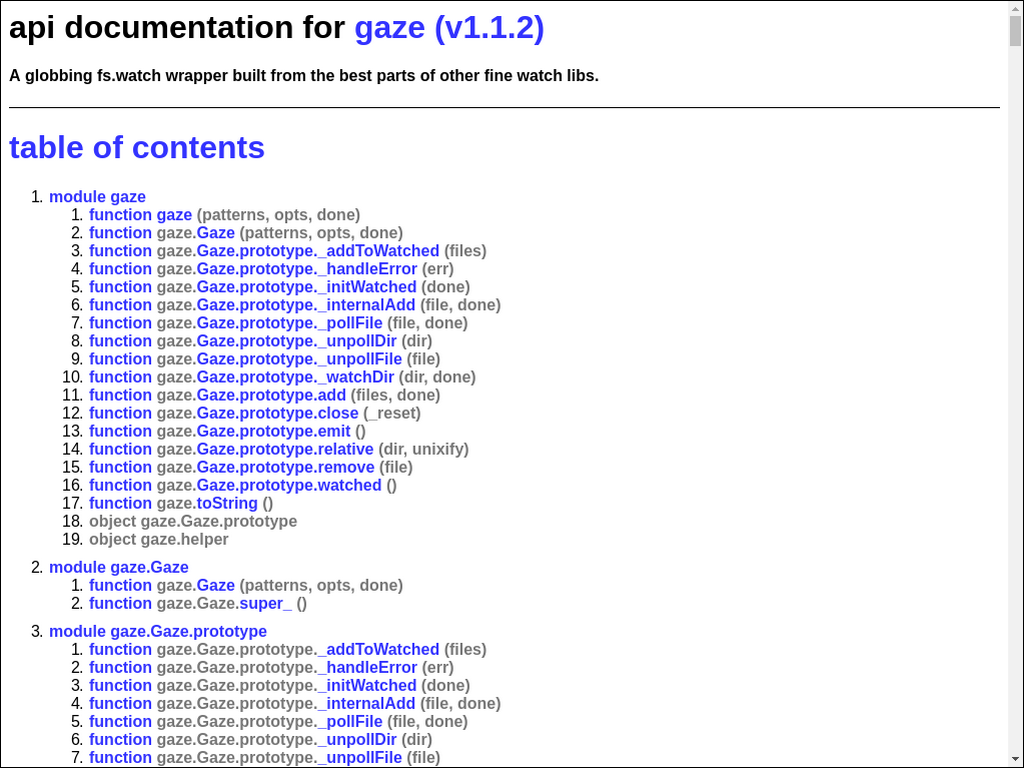 api documentation for gaze (v1.1.2)
A globbing fs.watch wrapper built from the best parts of other fine watch libs.
table of contents
1. module gaze
1. function gaze (patterns, opts, done)
2. function gaze.Gaze (patterns, opts, done)
3. function gaze.Gaze.prototype._addToWatched (files)
4. function gaze.Gaze.prototype._handleError (err)
5. function gaze.Gaze.prototype._initWatched (done)
6. function gaze.Gaze.prototype._internalAdd (file, done)
7. function gaze.Gaze.prototype._pollFile (file, done)
8. function gaze.Gaze.prototype._unpollDir (dir)
9. function gaze.Gaze.prototype._unpollFile (file)
10. function gaze.Gaze.prototype._watchDir (dir, done)
11. function gaze.Gaze.prototype.add (files, done)
12. function gaze.Gaze.prototype.close (_reset)
13. function gaze.Gaze.prototype.emit ()
14. function gaze.Gaze.prototype.relative (dir, unixify)
15. function gaze.Gaze.prototype.remove (file)
16. function gaze.Gaze.prototype.watched ()
17. function gaze.toString ()
18. object gaze.Gaze.prototype
19. object gaze.helper
2. module gaze.Gaze
1. function gaze.Gaze (patterns, opts, done)
2. function gaze.Gaze.super_ ()
3. module gaze.Gaze.prototype
1. function gaze.Gaze.prototype._addToWatched (files)
2. function gaze.Gaze.prototype._handleError (err)
3. function gaze.Gaze.prototype._initWatched (done)
4. function gaze.Gaze.prototype._internalAdd (file, done)
5. function gaze.Gaze.prototype._pollFile (file, done)
6. function gaze.Gaze.prototype._unpollDir (dir)
7. function gaze.Gaze.prototype._unpollFile (file)